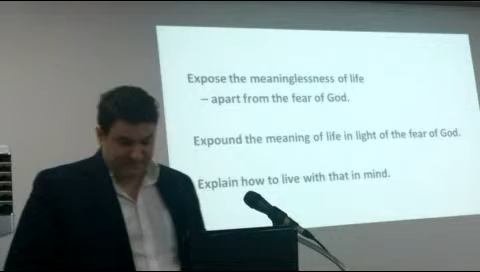 Expose the meaninglessness of life
– apart from the fear of God.
Expound the meaning of life in light of the fear of God.
Explain how to live with that in mind.